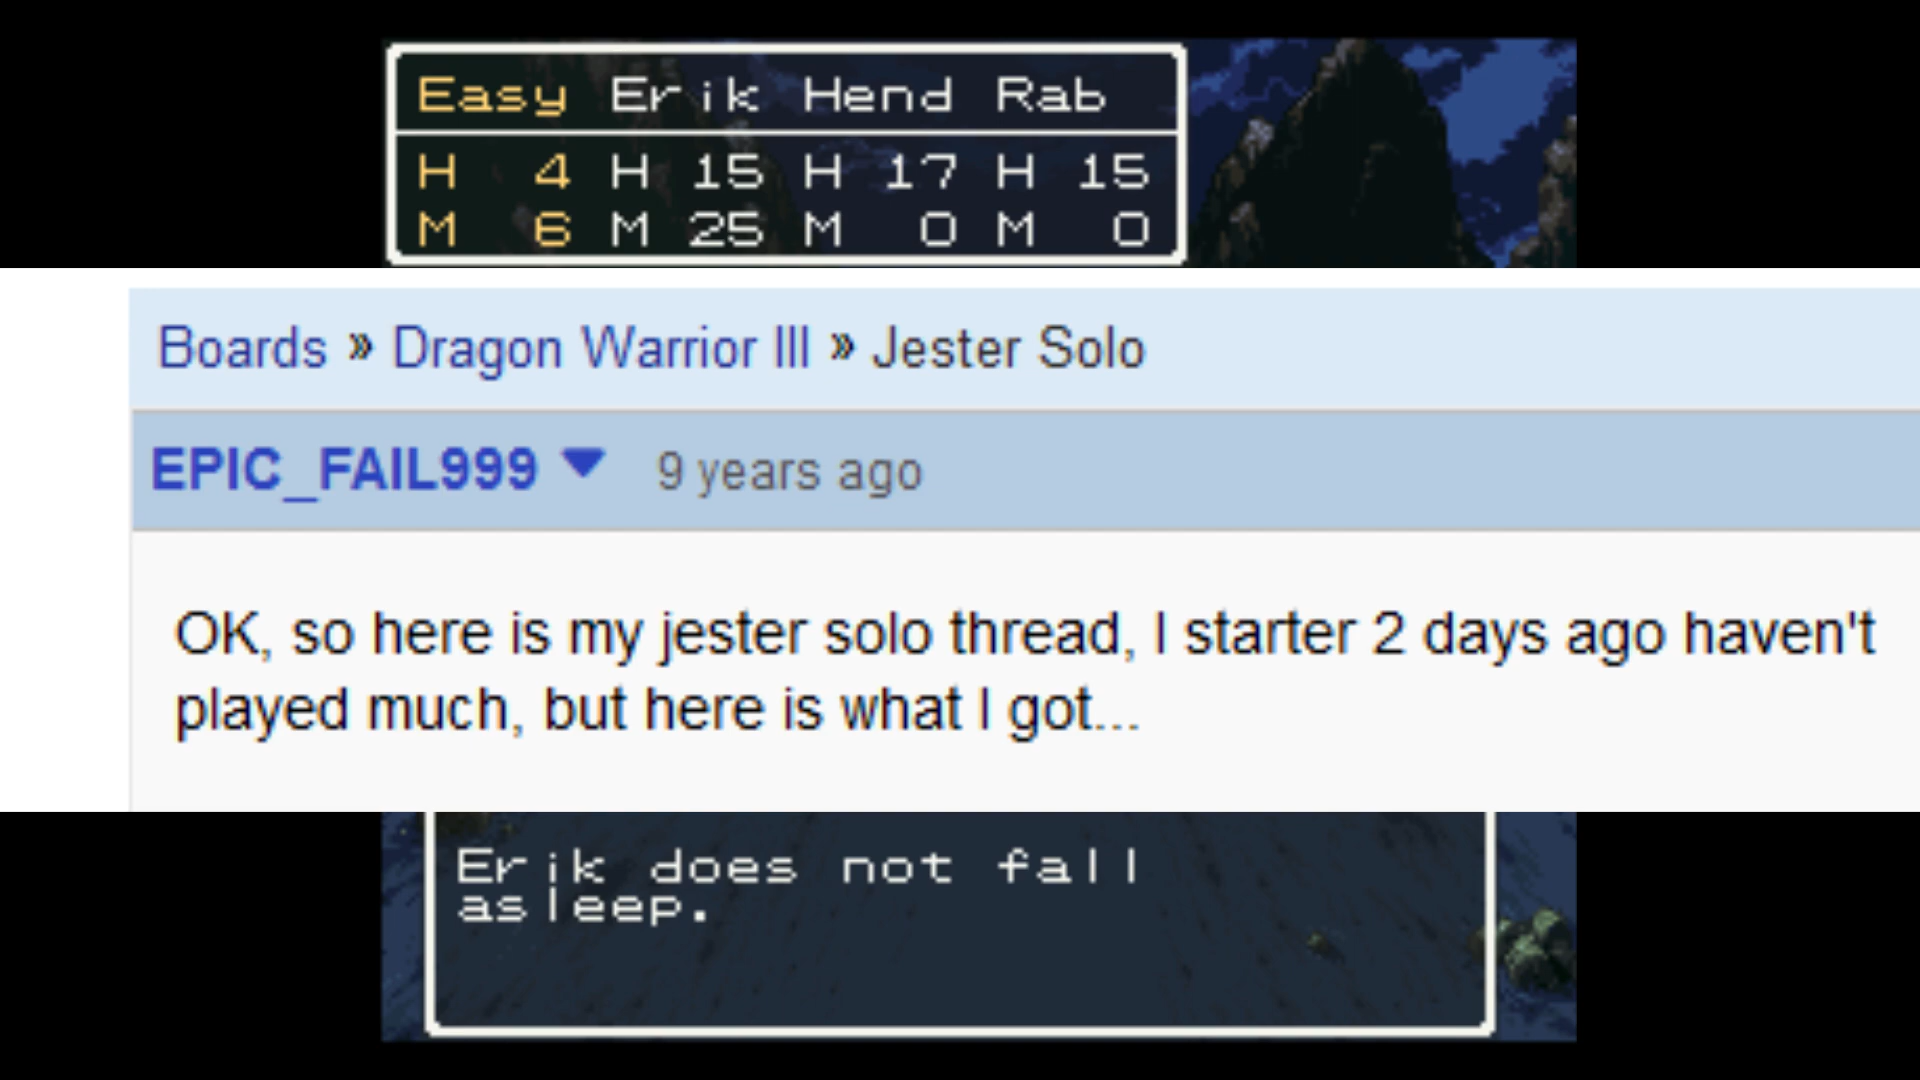 Easy Erik Hend Rab
H 4 H 15 H 17 H 15
M 6 M 25 M 0 M 0
Boards » Dragon Warrior III » Jester Solo
EPIC_FAIL999 9 years ago
OK, so here is my jester solo thread, I starter 2 days ago haven't
played much, but here is what I got...
Erik does not fall
asleep.